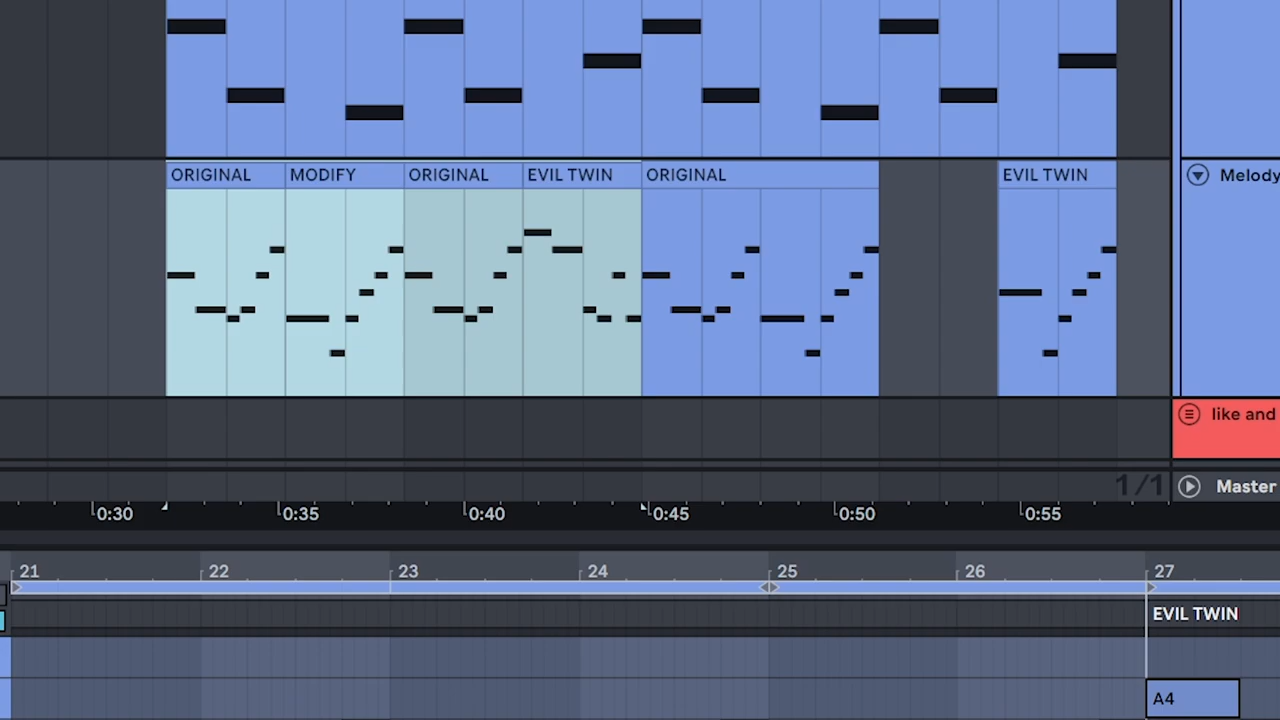 ORIGINAL MODIFY ORIGINAL EVIL TWIN ORIGINAL EVIL TWIN Melody
like and
1/1 Master
0:30 0:35 0:40 0:45 0:50 0:55
21 22 23 24 25 26 27
EVIL TWIN
A4